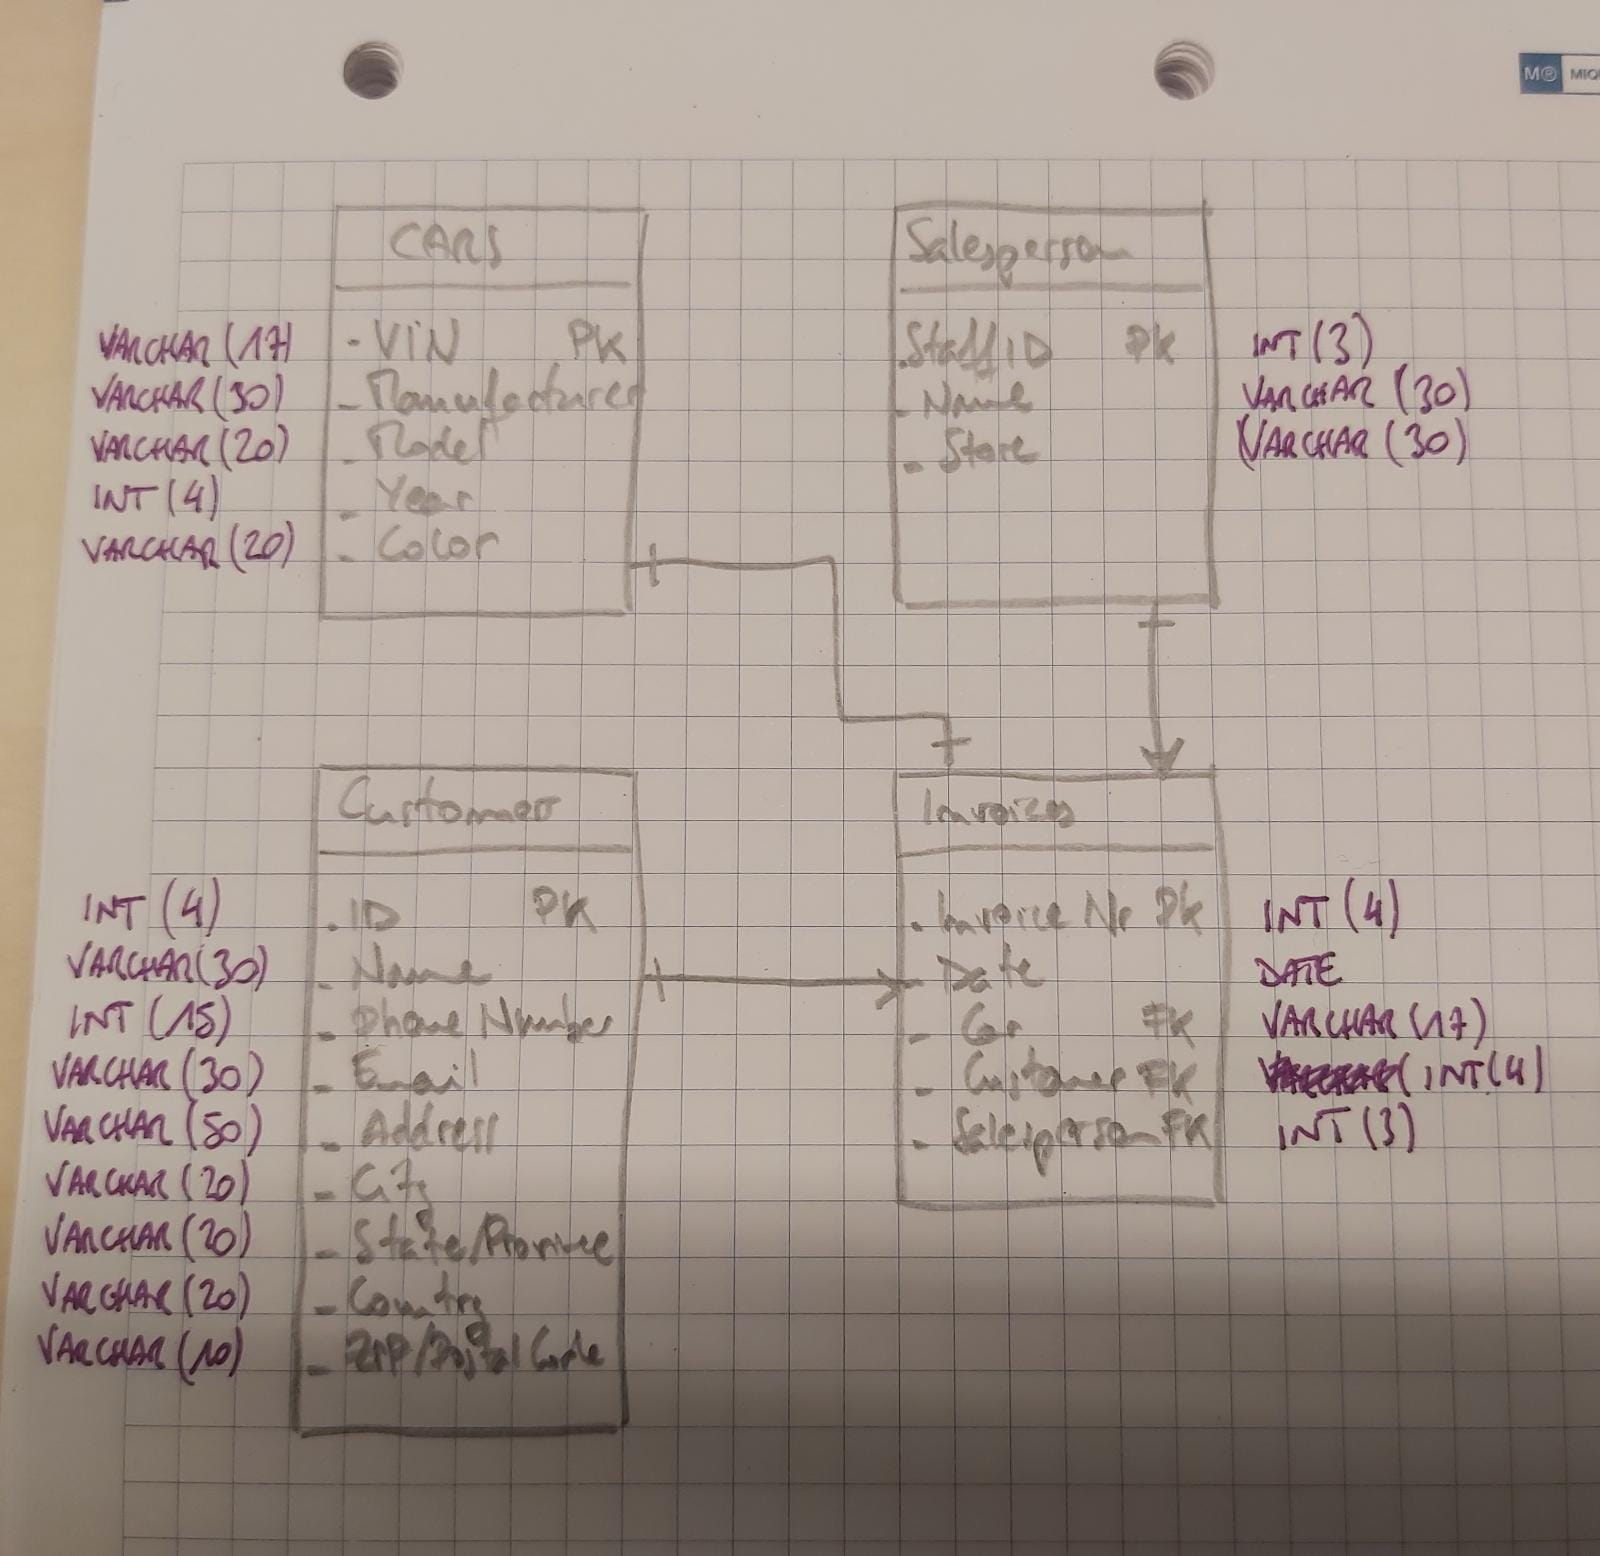 M® MIQU
CARS
VARCHAR (17) - VIN PK
VARCHAR (30) - Manufacturer
VARCHAR (20) - Model
INT (4) - Year
VARCHAR (20) - Color
Salesperson
.Staff ID PK INT (3)
- Name VARCHAR (30)
- Store VARCHAR (30)
Customer
INT (4) . ID PK
VARCHAR (30) - Name
INT (15) - Phone Number
VARCHAR (30) - Email
VARCHAR (50) - Address
VARCHAR (20) - City
VARCHAR (20) - State/Province
VARCHAR (20) - Country
VARCHAR (10) - ZIP/Postal Code
Invoices
. Invoice Nr PK INT (4)
- Date DATE
- Car FK VARCHAR (17)
- Customer FK INT (4)
- Salesperson FK INT (3)